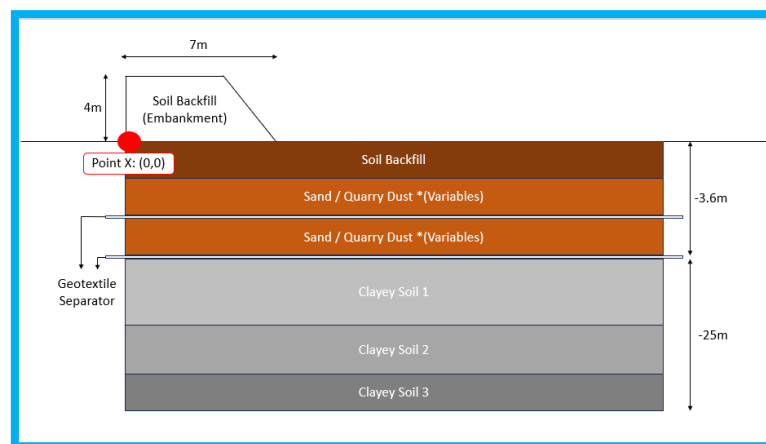 7m
4m
Soil Backfill
(Embankment)
Point X: (0,0)
Soil Backfill
Sand / Quarry Dust *(Variables)
-3.6m
Sand / Quarry Dust *(Variables)
Geotextile
Separator
Clayey Soil 1
-25m
Clayey Soil 2
Clayey Soil 3